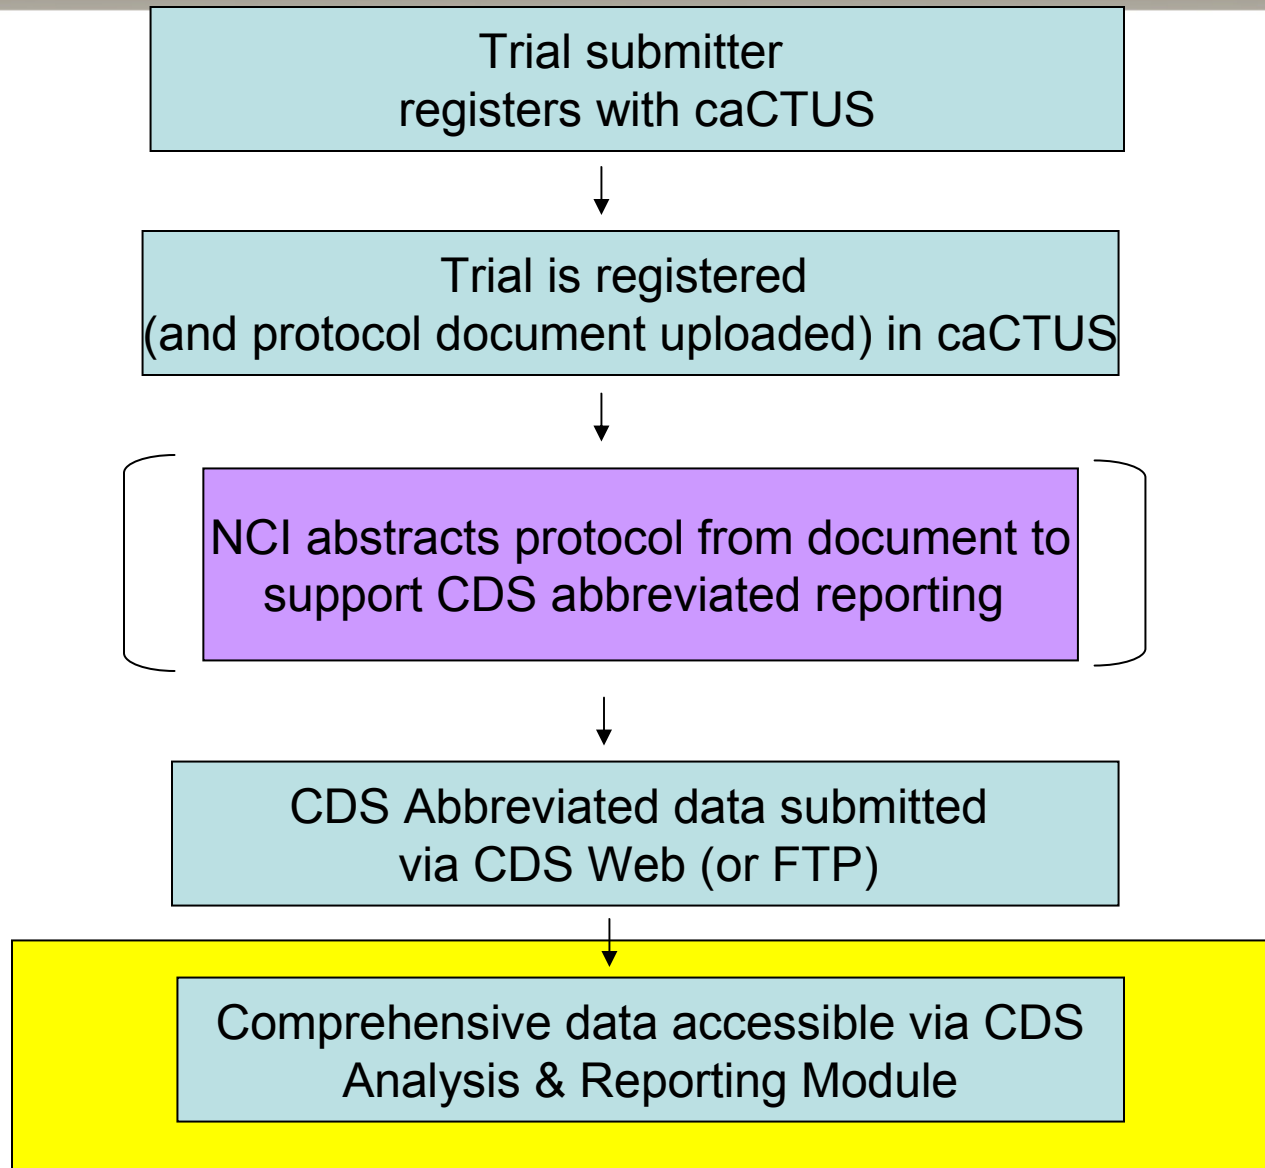 Trial submitter
registers with caCTUS
Trial is registered
(and protocol document uploaded) in caCTUS
NCI abstracts protocol from document to
support CDS abbreviated reporting
CDS Abbreviated data submitted
via CDS Web (or FTP)
Comprehensive data accessible via CDS
Analysis & Reporting Module